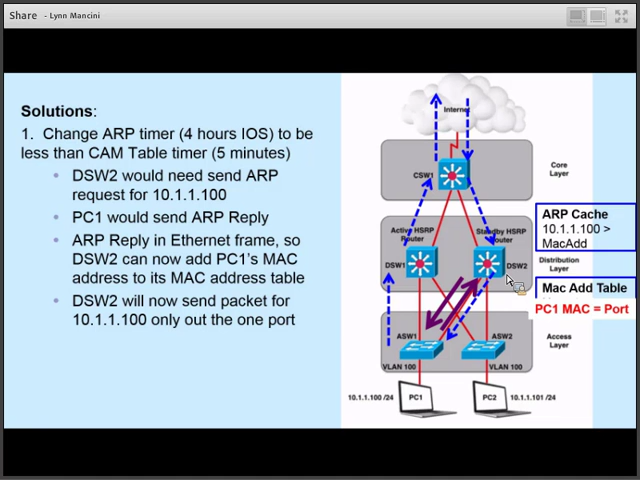 Share - Lynn Mancini
Solutions:
1. Change ARP timer (4 hours IOS) to be
less than CAM Table timer (5 minutes)
• DSW2 would need send ARP
request for 10.1.1.100
• PC1 would send ARP Reply
• ARP Reply in Ethernet frame, so
DSW2 can now add PC1's MAC
address to its MAC address table
• DSW2 will now send packet for
10.1.1.100 only out the one port
Internet
CSW1
Core
Layer
Active HSRP
Router
Standby HSRP
Router
DSW1
DSW2
ARP Cache
10.1.1.100 >
MacAdd
Distribution
Layer
Mac Add Table
PC1 MAC = Port
ASW1
ASW2
Access
Layer
VLAN 100
VLAN 100
10.1.1.100 /24
PC1
PC2
10.1.1.101 /24